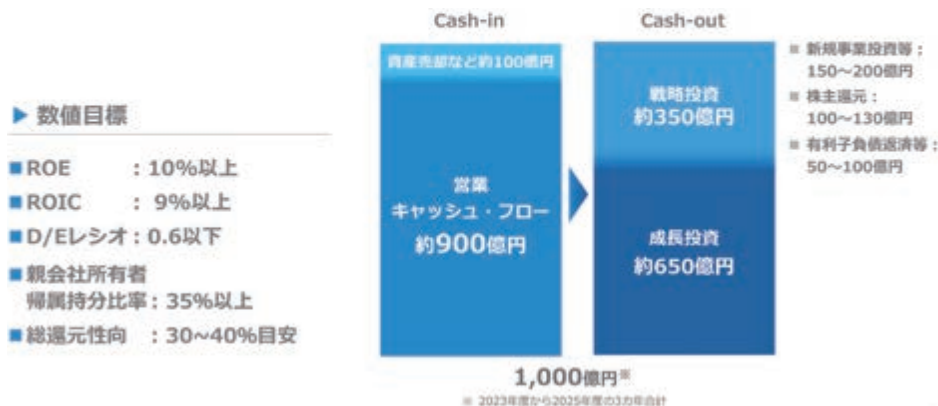 ▶ 数値目標
■ROE : 10%以上
■ROIC : 9%以上
■D/Eレシオ : 0.6以下
■親会社所有者
帰属持分比率 : 35%以上
■総還元性向 : 30~40%目安
Cash-in
資産売却など約100億円
営業
キャッシュ・フロー
約900億円
Cash-out
戦略投資
約350億円
成長投資
約650億円
■ 新規事業投資等：
150~200億円
■ 株主還元：
100~130億円
■ 有利子負債返済等：
50~100億円
1,000億円※
※ 2023年度から2025年度の3カ年合計